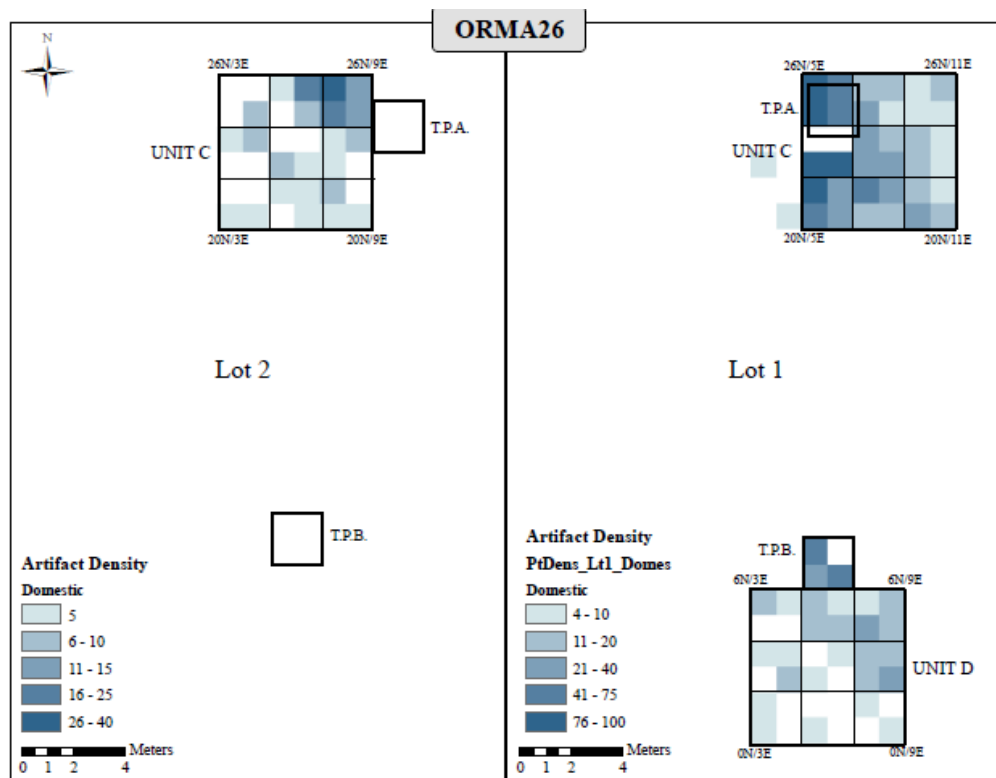 ORMA26
N
26N/3E
26N/9E
T.P.A.
UNIT C
20N/3E
20N/9E
Lot 2
T.P.B.
Artifact Density
Domestic
5
6 - 10
11 - 15
16 - 25
26 - 40
Meters
0 1 2 4
26N/5E
26N/11E
T.P.A.
UNIT C
20N/5E
20N/11E
Lot 1
T.P.B.
6N/3E
6N/9E
UNIT D
0N/3E
0N/9E
Artifact Density
PtDens_Lt1_Domes
Domestic
4 - 10
11 - 20
21 - 40
41 - 75
76 - 100
Meters
0 1 2 4